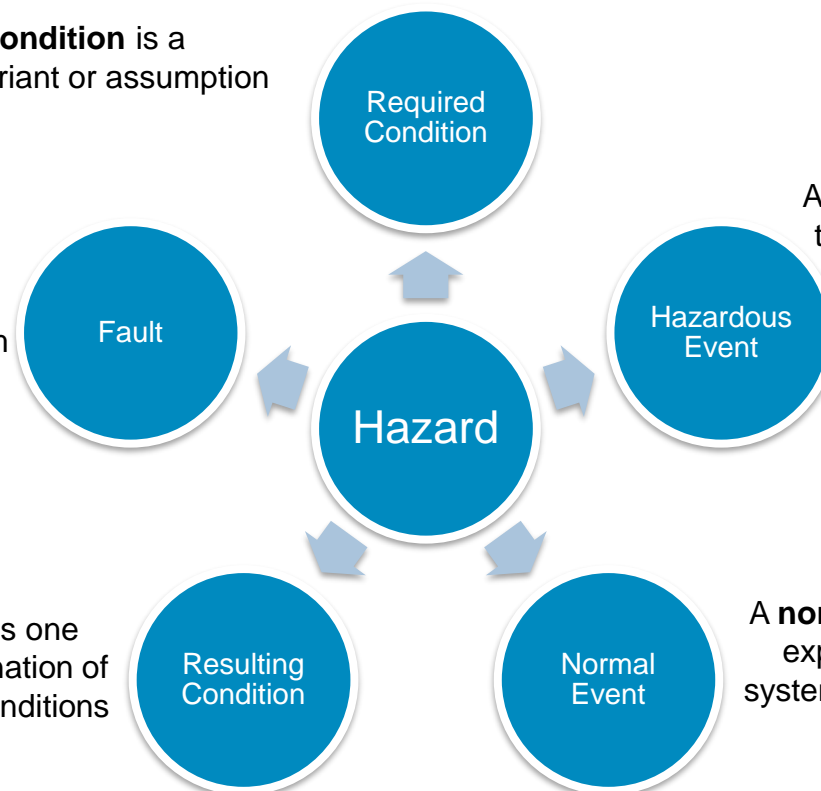 ondition is a
riant or assumption
Required
Condition
A
t
Fault
n
Hazardous
Event
Hazard
s one
nation of
nditions
Resulting
Condition
Normal
Event
A nor
exp
system